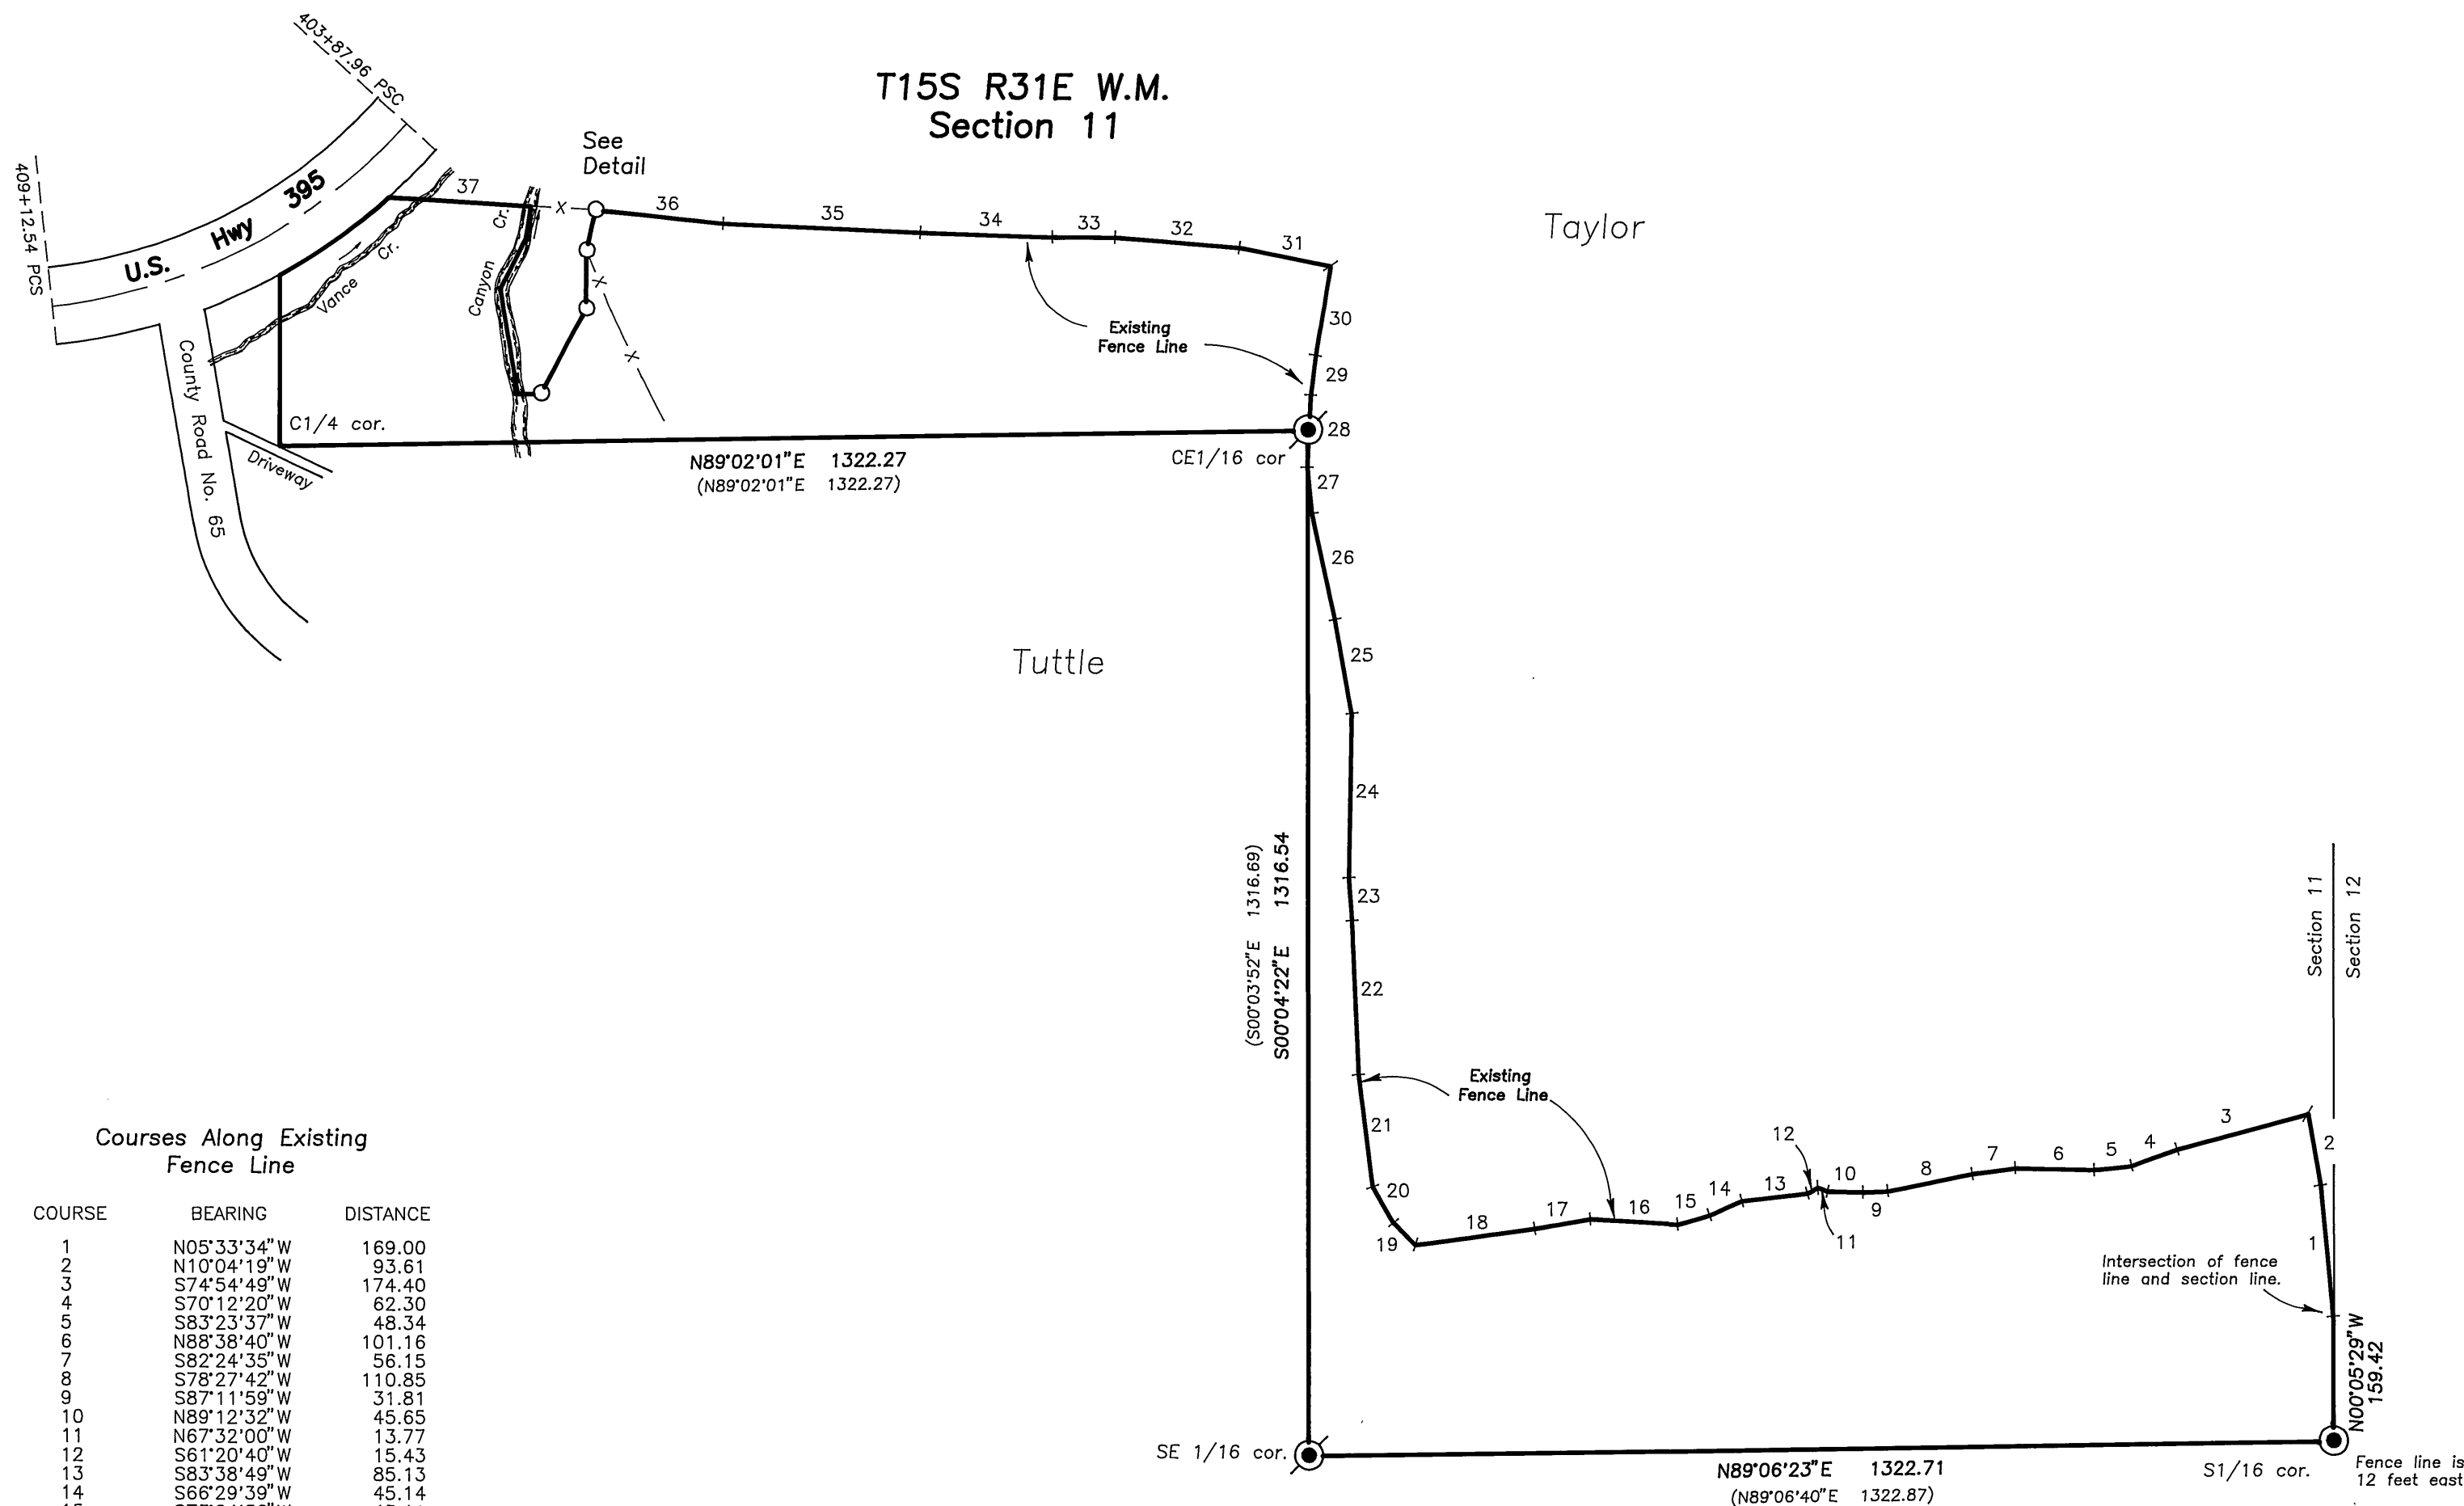 T15S R31E W.M.
Section 11
403+87.96 PSC
409+12.54 PCS
U.S. Hwy 395
See
Detail
37
36
35
34
33
32
31
Taylor
Cr.
Canyon
Vance Cr.
X
X
X
Existing
Fence Line
30
29
28
27
County Road No. 65
C1/4 cor.
Driveway
N89°02'01"E 1322.27
(N89°02'01"E 1322.27)
CE1/16 cor
26
25
Tuttle
24
23
22
21
20
19
(S00°03'52"E 1316.69)
S00°04'22"E 1316.54
Section 11
Section 12
Existing
Fence Line
18
17
16
15
14
13
12
11
10
9
8
7
6
5
4
3
2
1
Intersection of fence
line and section line.
N00°05'29"W
159.42
SE 1/16 cor.
N89°06'23"E 1322.71
(N89°06'40"E 1322.87)
S1/16 cor.
Fence line is
12 feet east
Courses Along Existing
Fence Line
COURSE BEARING DISTANCE
1 N05°33'34"W 169.00
2 N10°04'19"W 93.61
3 S74°54'49"W 174.40
4 S70°12'20"W 62.30
5 S83°23'37"W 48.34
6 N88°38'40"W 101.16
7 S82°24'35"W 56.15
8 S78°27'42"W 110.85
9 S87°11'59"W 31.81
10 N89°12'32"W 45.65
11 N67°32'00"W 13.77
12 S61°20'40"W 15.43
13 S83°38'49"W 85.13
14 S66°29'39"W 45.14